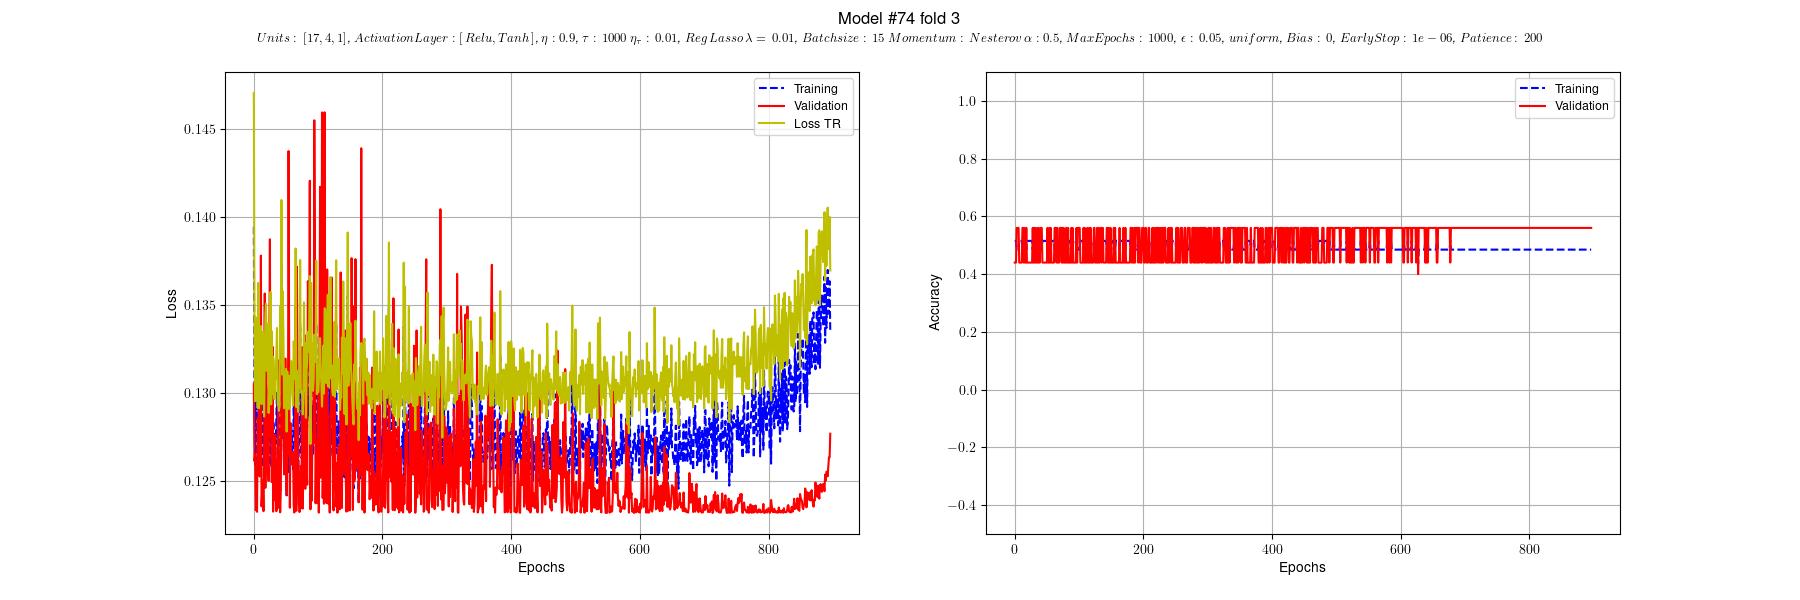 Model #74 fold 3
Units : [17, 4, 1], ActivationLayer : [ Relu, Tanh ], η : 0.9, τ : 1000 η_τ : 0.01, Reg Lasso λ = 0.01, Batchsize : 15 Momentum : Nesterov α : 0.5, MaxEpochs : 1000, ϵ : 0.05, uniform, Bias : 0, EarlyStop : 1e − 06, Patience : 200
Training
Validation
Loss TR
0.145
0.140
0.135
0.130
0.125
Loss
0 200 400 600 800
Epochs
Training
Validation
1.0
0.8
0.6
0.4
0.2
0.0
−0.2
−0.4
Accuracy
0 200 400 600 800
Epochs